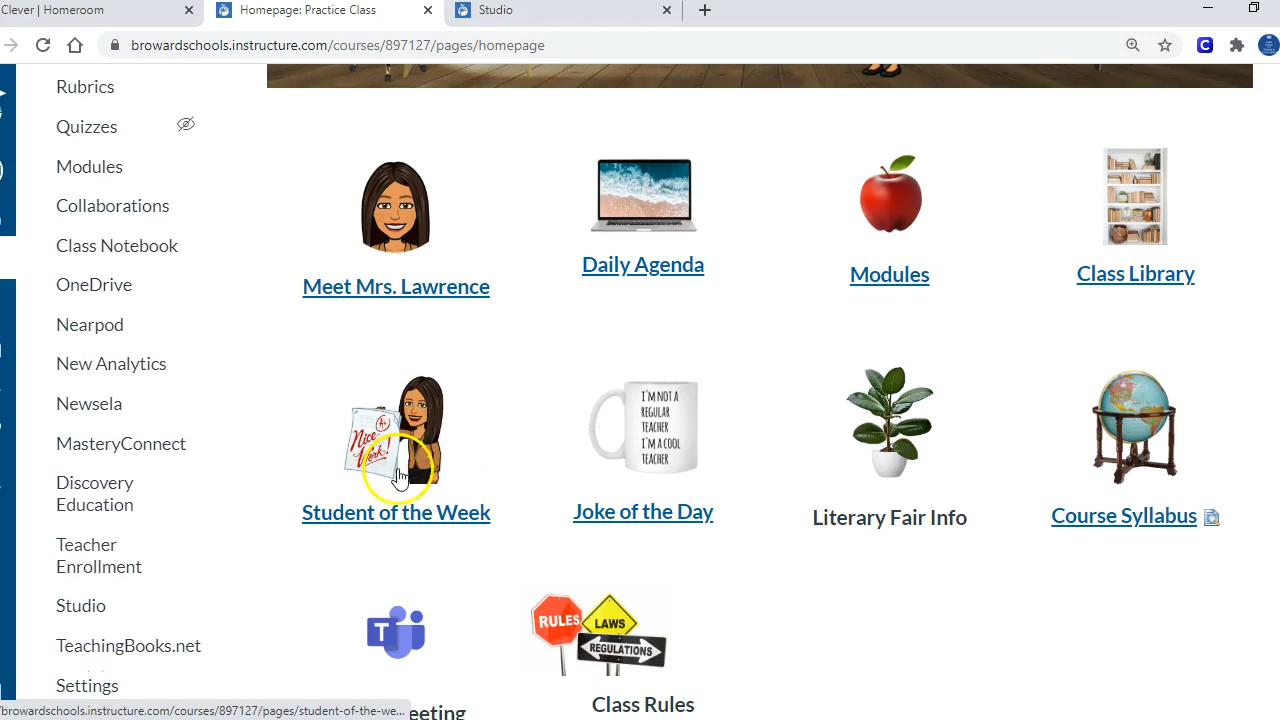 Clever | Homeroom
Homepage: Practice Class
Studio
browardschools.instructure.com/courses/897127/pages/homepage
Rubrics
Quizzes
Modules
Collaborations
Class Notebook
OneDrive
Nearpod
New Analytics
Newsela
MasteryConnect
Discovery
Education
Teacher
Enrollment
Studio
TeachingBooks.net
Settings
Meet Mrs. Lawrence
Daily Agenda
Modules
Class Library
Nice
Work!
A+
I'M NOT A
REGULAR
TEACHER
I'M A COOL
TEACHER
Student of the Week
Joke of the Day
Literary Fair Info
Course Syllabus
T
RULES
LAWS
REGULATIONS
eeting
Class Rules
browardschools.instructure.com/courses/897127/pages/student-of-the-we...